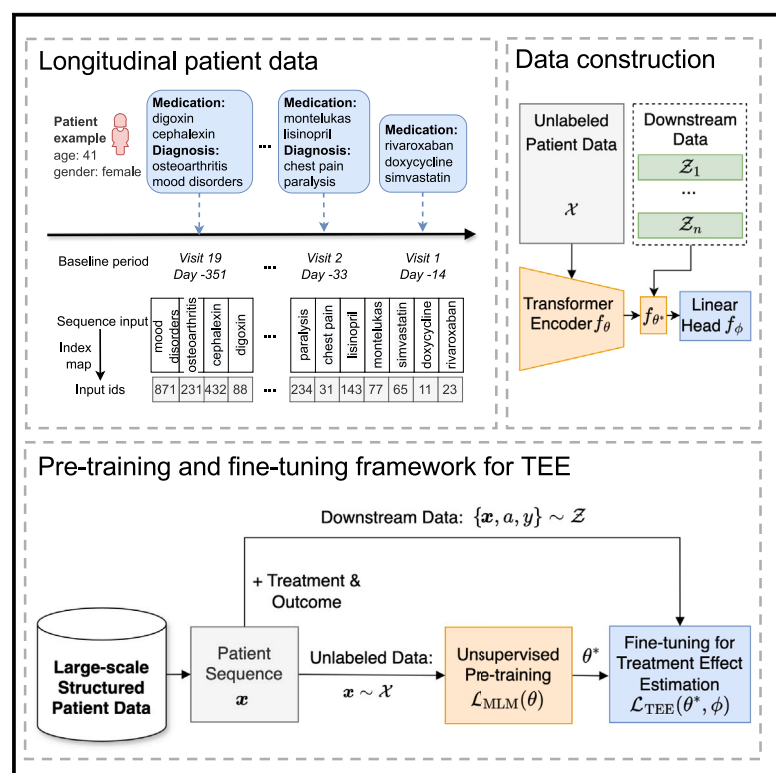 Longitudinal patient data
Patient
example
age: 41
gender: female
Medication:
digoxin
cephalexin
Diagnosis:
osteoarthritis
mood disorders
...
Medication:
montelukas
lisinopril
Diagnosis:
chest pain
paralysis
Medication:
rivaroxaban
doxycycline
simvastatin
Baseline period
Visit 19
Day -351
...
Visit 2
Day -33
Visit 1
Day -14
Sequence input
mood
disorders
osteoarthritis
cephalexin
digoxin
...
paralysis
chest pain
lisinopril
montelukas
simvastatin
doxycycline
rivaroxaban
Index
map
Input ids
871 231 432 88 ... 234 31 143 77 65 11 23
Data construction
Unlabeled
Patient Data
𝒳
Downstream
Data
𝒵₁
...
𝒵ₙ
Transformer
Encoder f_θ
f_θ*
Linear
Head f_ϕ
Pre-training and fine-tuning framework for TEE
Downstream Data: {𝒙, a, y} ∼ 𝒵
+ Treatment &
Outcome
Large-scale
Structured
Patient Data
Patient
Sequence
𝒙
Unlabeled Data:
𝒙 ∼ 𝒳
Unsupervised
Pre-training
ℒ_MLM(θ)
θ*
Fine-tuning for
Treatment Effect
Estimation
ℒ_TEE(θ*, ϕ)